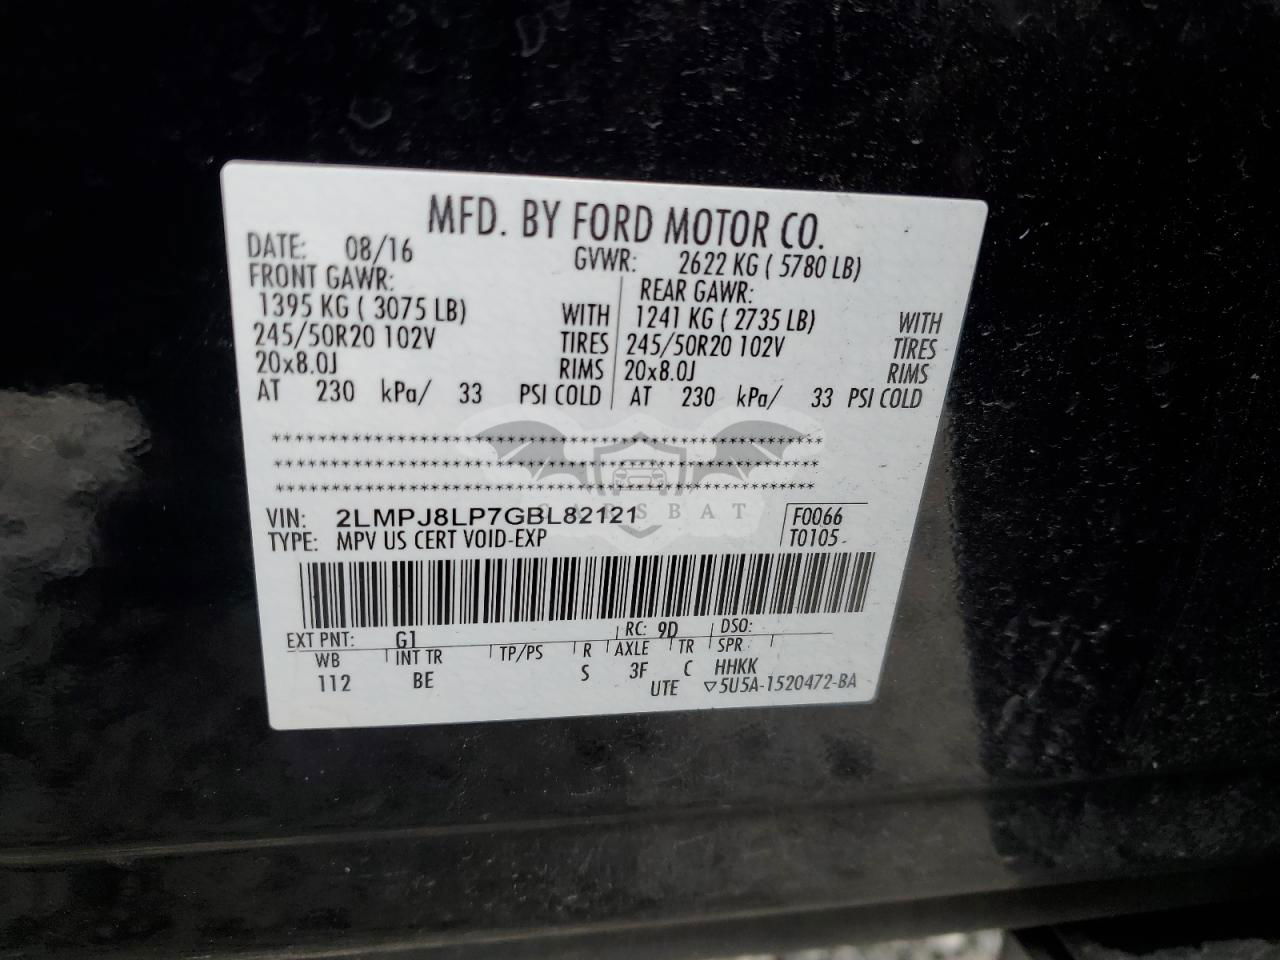 MFD. BY FORD MOTOR CO.
DATE: 08/16 GVWR: 2622 KG ( 5780 LB)
FRONT GAWR: REAR GAWR:
1395 KG ( 3075 LB) WITH 1241 KG ( 2735 LB) WITH
245/50R20 102V TIRES 245/50R20 102V TIRES
20x8.0J RIMS 20x8.0J RIMS
AT 230 kPa/ 33 PSI COLD AT 230 kPa/ 33 PSI COLD
CARSBAT
VIN: 2LMPJ8LP7GBL82121 F0066
TYPE: MPV US CERT VOID-EXP T0105
EXT PNT: G1 RC: 9D DSO:
WB INT TR TP/PS R AXLE TR SPR
112 BE S 3F C HHKK
UTE ▽5U5A-1520472-BA